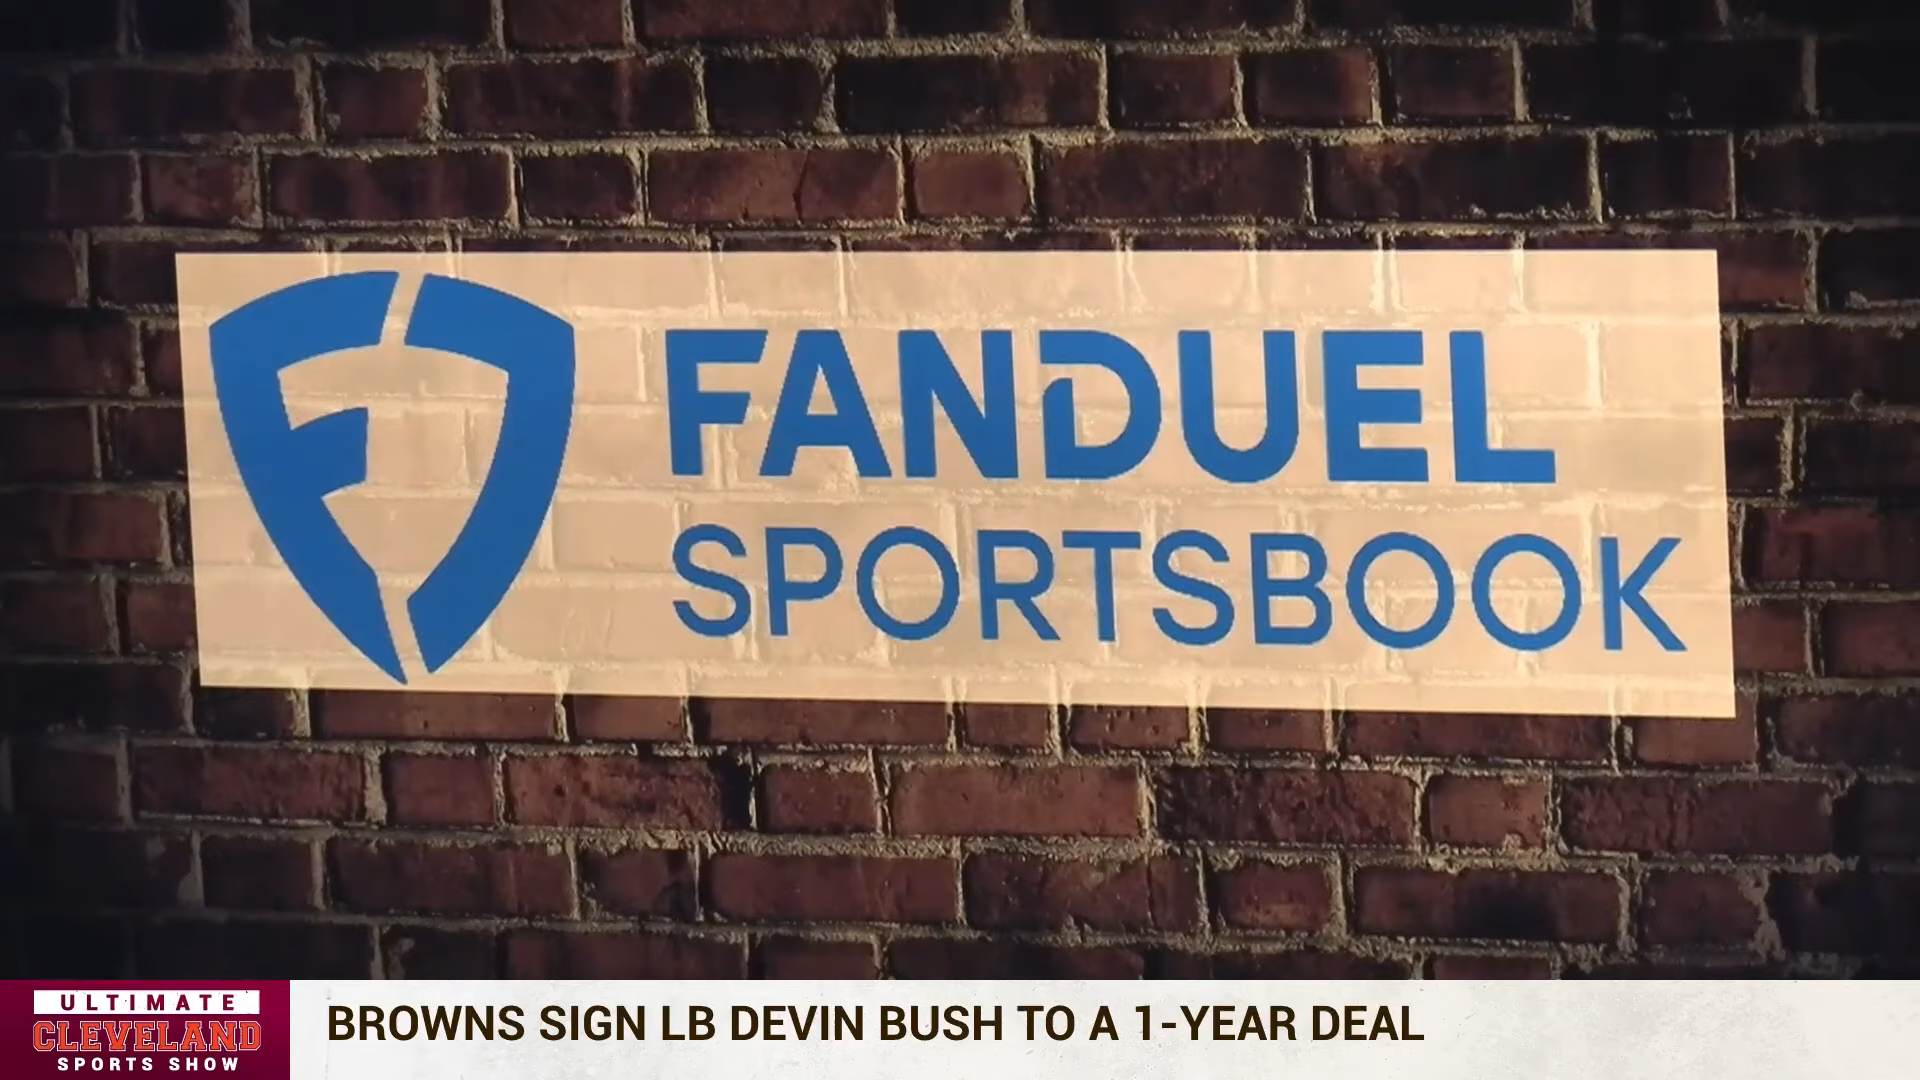 FANDUEL
SPORTSBOOK
ULTIMATE
CLEVELAND
SPORTS SHOW
BROWNS SIGN LB DEVIN BUSH TO A 1-YEAR DEAL